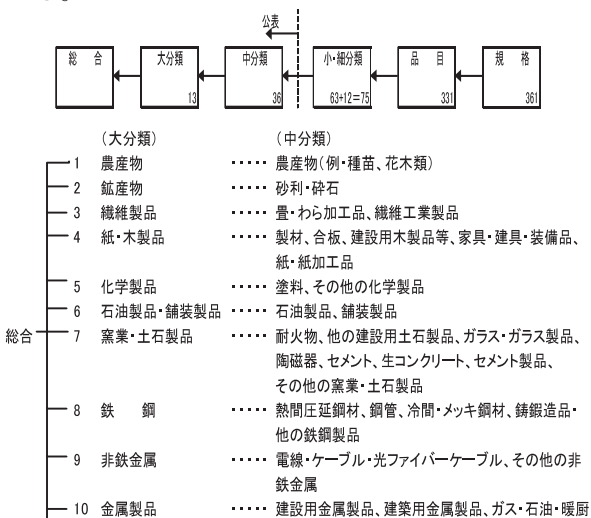 公表
総　合
大分類
13
中分類
36
小・細分類
63+12=75
品　目
331
規　格
361
（大分類）　（中分類）
1 農産物 ・・・・・ 農産物（例・種苗、花木類）
2 鉱産物 ・・・・・ 砂利・砕石
3 繊維製品 ・・・・・ 畳・わら加工品、繊維工業製品
4 紙・木製品 ・・・・・ 製材、合板、建設用木製品等、家具・建具・装備品、
紙・紙加工品
5 化学製品 ・・・・・ 塗料、その他の化学製品
6 石油製品・舗装製品 ・・・・・ 石油製品、舗装製品
総合 7 窯業・土石製品 ・・・・・ 耐火物、他の建設用土石製品、ガラス・ガラス製品、
陶磁器、セメント、生コンクリート、セメント製品、
その他の窯業・土石製品
8 鉄　鋼 ・・・・・ 熱間圧延鋼材、鋼管、冷間・メッキ鋼材、鋳鍛造品・
他の鉄鋼製品
9 非鉄金属 ・・・・・ 電線・ケーブル・光ファイバーケーブル、その他の非
鉄金属
10 金属製品 ・・・・・ 建設用金属製品、建築用金属製品、ガス・石油・暖厨